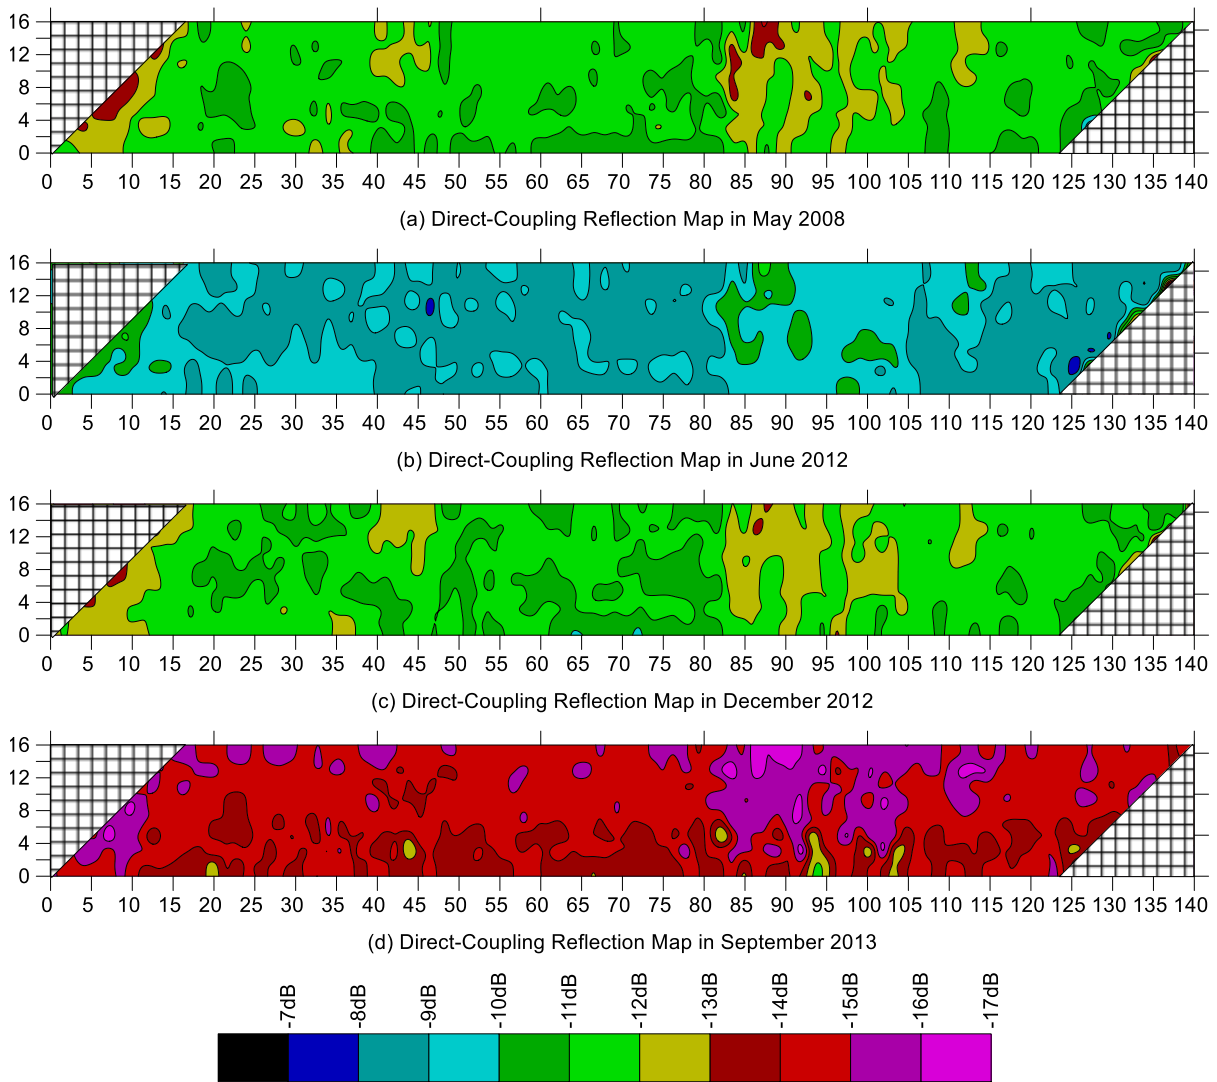 16
12
8
4
0
0 5 10 15 20 25 30 35 40 45 50 55 60 65 70 75 80 85 90 95 100 105 110 115 120 125 130 135 140
(a) Direct-Coupling Reflection Map in May 2008
16
12
8
4
0
0 5 10 15 20 25 30 35 40 45 50 55 60 65 70 75 80 85 90 95 100 105 110 115 120 125 130 135 140
(b) Direct-Coupling Reflection Map in June 2012
16
12
8
4
0
0 5 10 15 20 25 30 35 40 45 50 55 60 65 70 75 80 85 90 95 100 105 110 115 120 125 130 135 140
(c) Direct-Coupling Reflection Map in December 2012
16
12
8
4
0
0 5 10 15 20 25 30 35 40 45 50 55 60 65 70 75 80 85 90 95 100 105 110 115 120 125 130 135 140
(d) Direct-Coupling Reflection Map in September 2013
-7dB
-8dB
-9dB
-10dB
-11dB
-12dB
-13dB
-14dB
-15dB
-16dB
-17dB